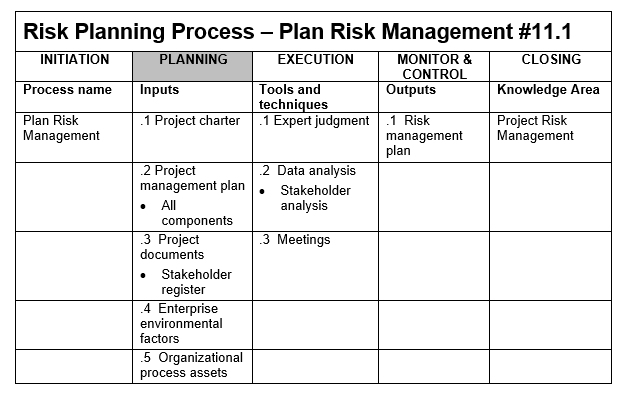 Risk Planning Process – Plan Risk Management #11.1
INITIATION PLANNING EXECUTION MONITOR & CONTROL CLOSING
Process name Inputs Tools and techniques Outputs Knowledge Area
Plan Risk Management .1 Project charter .1 Expert judgment .1 Risk management plan Project Risk Management
.2 Project management plan
• All components
.2 Data analysis
• Stakeholder analysis
.3 Project documents
• Stakeholder register
.3 Meetings
.4 Enterprise environmental factors
.5 Organizational process assets